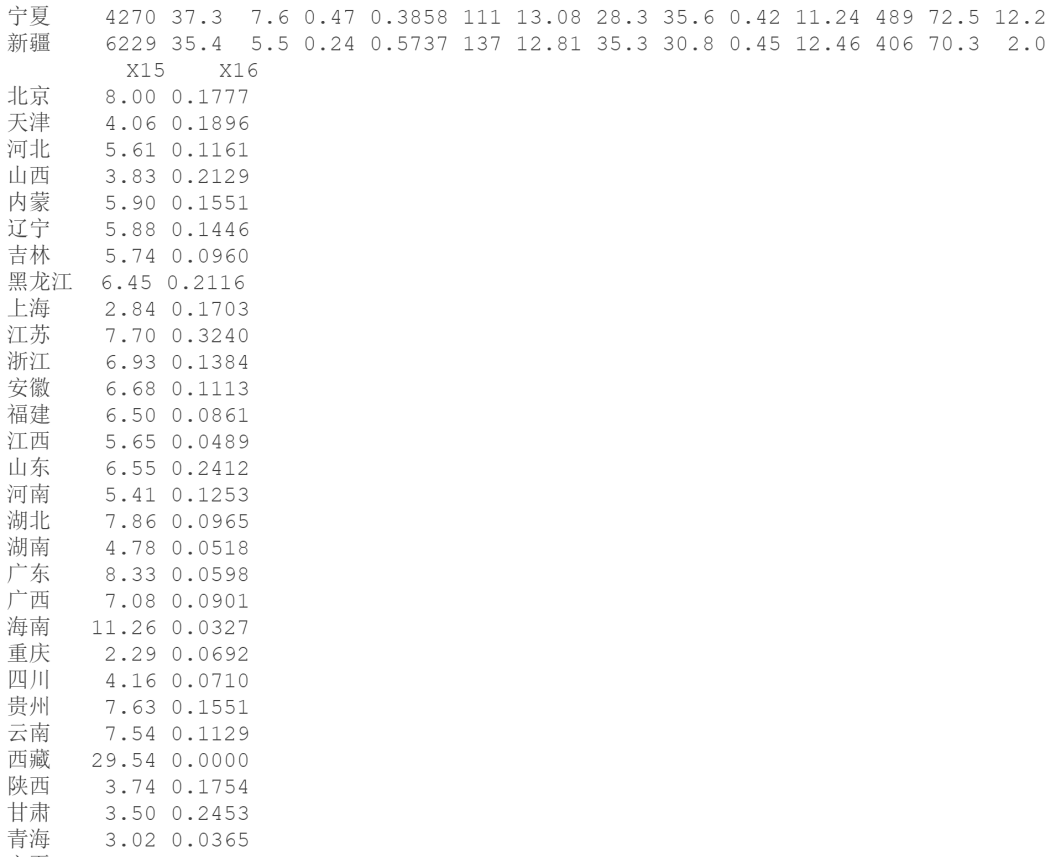 宁夏 4270 37.3 7.6 0.47 0.3858 111 13.08 28.3 35.6 0.42 11.24 489 72.5 12.2
新疆 6229 35.4 5.5 0.24 0.5737 137 12.81 35.3 30.8 0.45 12.46 406 70.3 2.0
X15 X16
北京 8.00 0.1777
天津 4.06 0.1896
河北 5.61 0.1161
山西 3.83 0.2129
内蒙 5.90 0.1551
辽宁 5.88 0.1446
吉林 5.74 0.0960
黑龙江 6.45 0.2116
上海 2.84 0.1703
江苏 7.70 0.3240
浙江 6.93 0.1384
安徽 6.68 0.1113
福建 6.50 0.0861
江西 5.65 0.0489
山东 6.55 0.2412
河南 5.41 0.1253
湖北 7.86 0.0965
湖南 4.78 0.0518
广东 8.33 0.0598
广西 7.08 0.0901
海南 11.26 0.0327
重庆 2.29 0.0692
四川 4.16 0.0710
贵州 7.63 0.1551
云南 7.54 0.1129
西藏 29.54 0.0000
陕西 3.74 0.1754
甘肃 3.50 0.2453
青海 3.02 0.0365